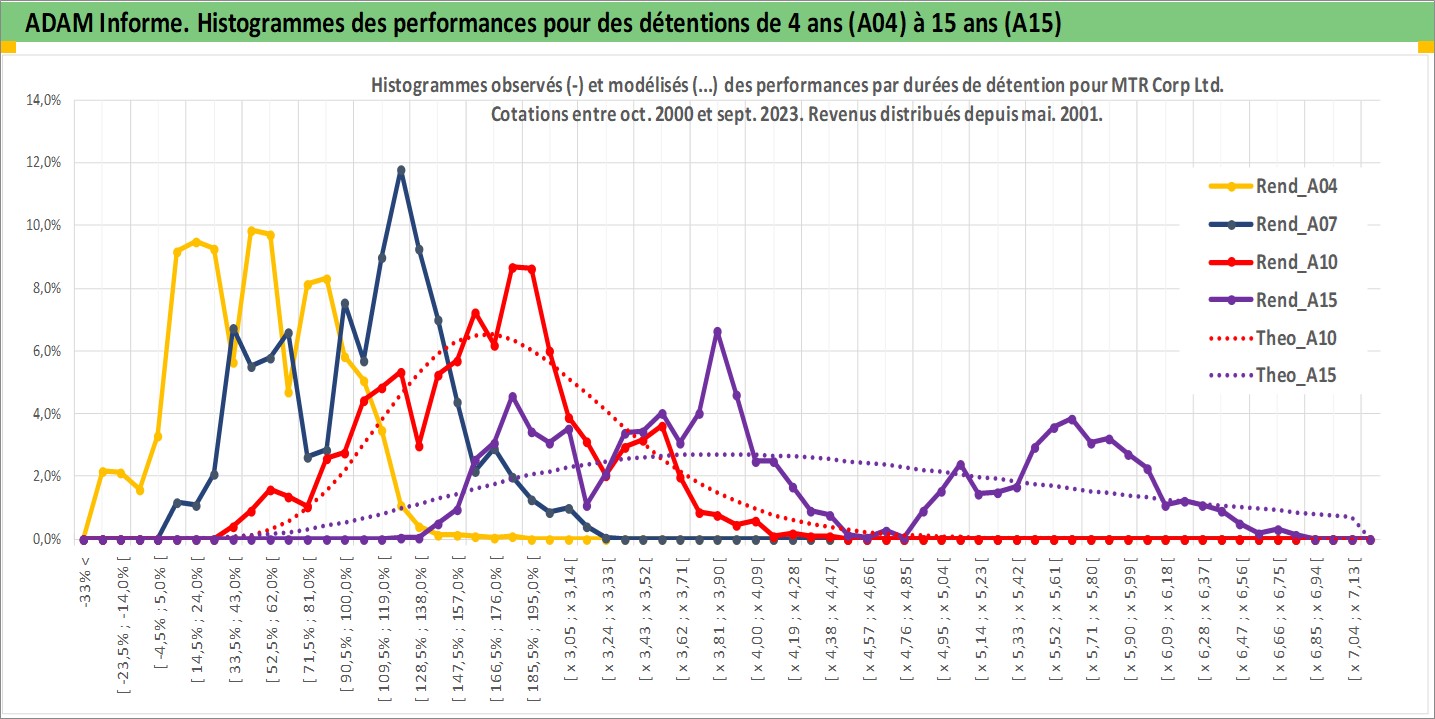 ADAM Informe. Histogrammes des performances pour des détentions de 4 ans (A04) à 15 ans (A15)
Histogrammes observés (-) et modélisés (...) des performances par durées de détention pour MTR Corp Ltd.
Cotations entre oct. 2000 et sept. 2023. Revenus distribués depuis mai. 2001.
14,0%
12,0%
10,0%
8,0%
6,0%
4,0%
2,0%
0,0%
Rend_A04
Rend_A07
Rend_A10
Rend_A15
Theo_A10
Theo_A15
-33% <
[ -23,5% ; -14,0% [
[ -4,5% ; 5,0% [
[ 14,5% ; 24,0% [
[ 33,5% ; 43,0% [
[ 52,5% ; 62,0% [
[ 71,5% ; 81,0% [
[ 90,5% ; 100,0% [
[ 109,5% ; 119,0% [
[ 128,5% ; 138,0% [
[ 147,5% ; 157,0% [
[ 166,5% ; 176,0% [
[ 185,5% ; 195,0% [
[ x 3,05 ; x 3,14 [
[ x 3,24 ; x 3,33 [
[ x 3,43 ; x 3,52 [
[ x 3,62 ; x 3,71 [
[ x 3,81 ; x 3,90 [
[ x 4,00 ; x 4,09 [
[ x 4,19 ; x 4,28 [
[ x 4,38 ; x 4,47 [
[ x 4,57 ; x 4,66 [
[ x 4,76 ; x 4,85 [
[ x 4,95 ; x 5,04 [
[ x 5,14 ; x 5,23 [
[ x 5,33 ; x 5,42 [
[ x 5,52 ; x 5,61 [
[ x 5,71 ; x 5,80 [
[ x 5,90 ; x 5,99 [
[ x 6,09 ; x 6,18 [
[ x 6,28 ; x 6,37 [
[ x 6,47 ; x 6,56 [
[ x 6,66 ; x 6,75 [
[ x 6,85 ; x 6,94 [
[ x 7,04 ; x 7,13 [